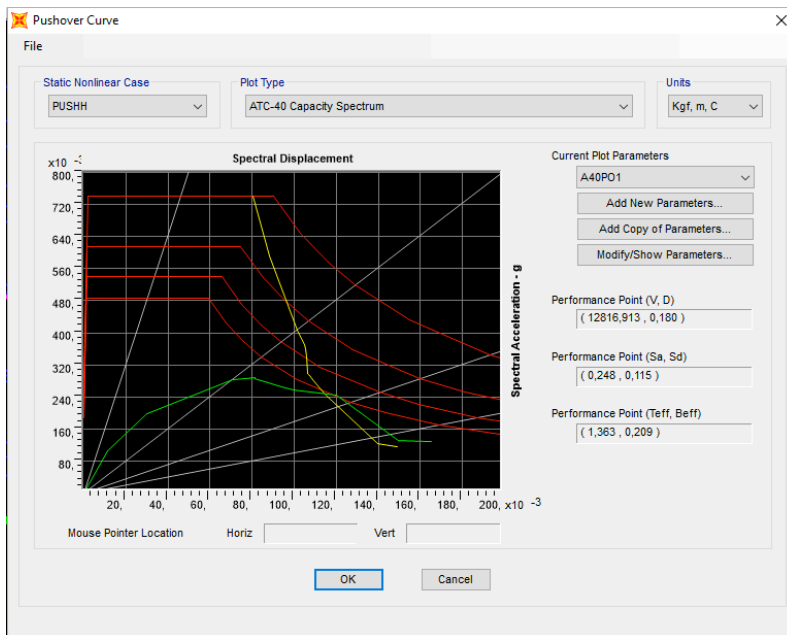 Pushover Curve
File
Static Nonlinear Case
PUSHH
Plot Type
ATC-40 Capacity Spectrum
Units
Kgf, m, C
x10 -3
Spectral Displacement
800,
720,
640,
560,
480,
400,
320,
240,
160,
80,
20, 40, 60, 80, 100, 120, 140, 160, 180, 200, x10 -3
Spectral Acceleration - g
Mouse Pointer Location Horiz Vert
Current Plot Parameters
A40PO1
Add New Parameters...
Add Copy of Parameters...
Modify/Show Parameters...
Performance Point (V, D)
( 12816,913 , 0,180 )
Performance Point (Sa, Sd)
( 0,248 , 0,115 )
Performance Point (Teff, Beff)
( 1,363 , 0,209 )
OK Cancel